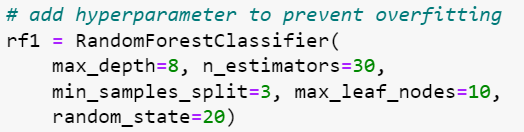 # add hyperparameter to prevent overfitting
rf1 = RandomForestClassifier(
    max_depth=8, n_estimators=30,
    min_samples_split=3, max_leaf_nodes=10,
    random_state=20)